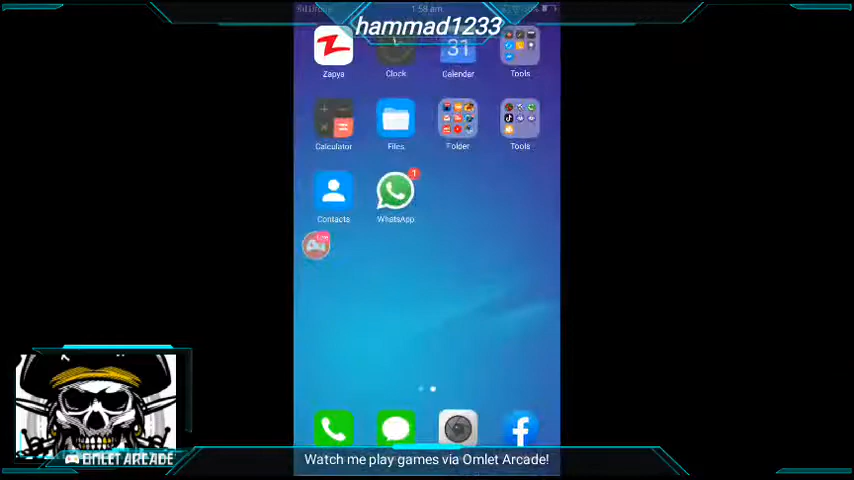 1:58 am
hammad1233
31
Zapya
Clock
Calendar
Tools
Calculator
Files
Folder
Tools
1
Contacts
WhatsApp
OMLET ARCADE
Watch me play games via Omlet Arcade!